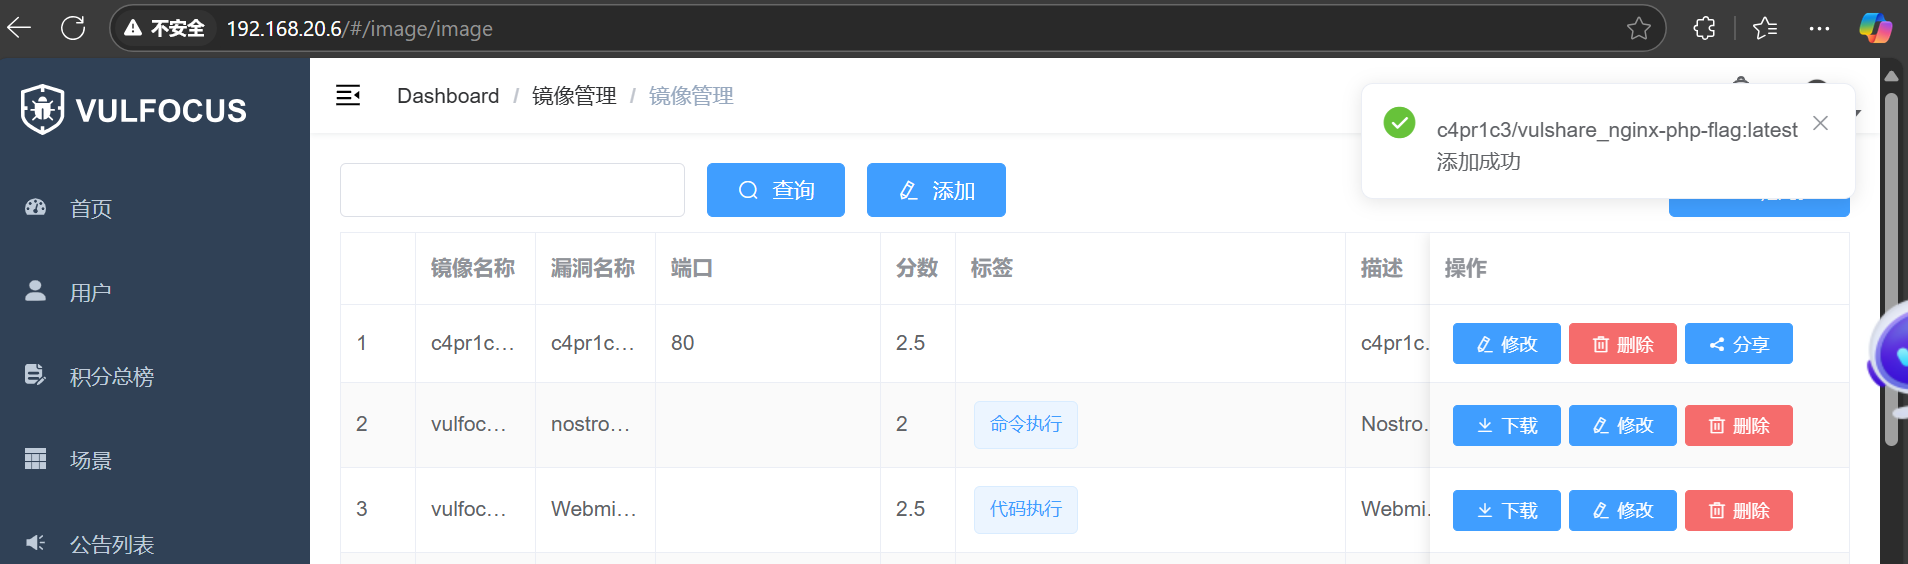 不安全 192.168.20.6/#/image/image
VULFOCUS
Dashboard / 镜像管理 / 镜像管理
c4pr1c3/vulshare_nginx-php-flag:latest
添加成功
查询 添加
首页
用户
积分总榜
场景
公告列表
镜像名称 漏洞名称 端口 分数 标签 描述 操作
1 c4pr1c... c4pr1c... 80 2.5 c4pr1c. 修改 删除 分享
2 vulfoc... nostro... 2 命令执行 Nostro. 下载 修改 删除
3 vulfoc... Webmi... 2.5 代码执行 Webmi. 下载 修改 删除